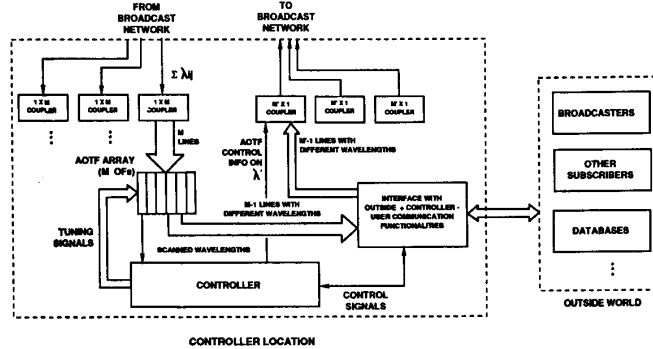 FROM
BROADCAST
NETWORK
TO
BROADCAST
NETWORK
Σ λij
1 X M
COUPLER
1 X M
COUPLER
1 X M
COUPLER
M' X 1
COUPLER
M' X 1
COUPLER
M' X 1
COUPLER
M
LINES
AOTF ARRAY
(M OFs)
AOTF
CONTROL
INFO ON
λ
M'-1 LINES WITH
DIFFERENT WAVELENGTHS
M-1 LINES WITH
DIFFERENT WAVELENGTHS
INTERFACE WITH
OUTSIDE + CONTROLLER -
USER COMMUNICATION
FUNCTIONALITIES
TUNING
SIGNALS
SCANNED WAVELENGTHS
CONTROLLER
CONTROL
SIGNALS
BROADCASTERS
OTHER
SUBSCRIBERS
DATABASES
OUTSIDE WORLD
CONTROLLER LOCATION